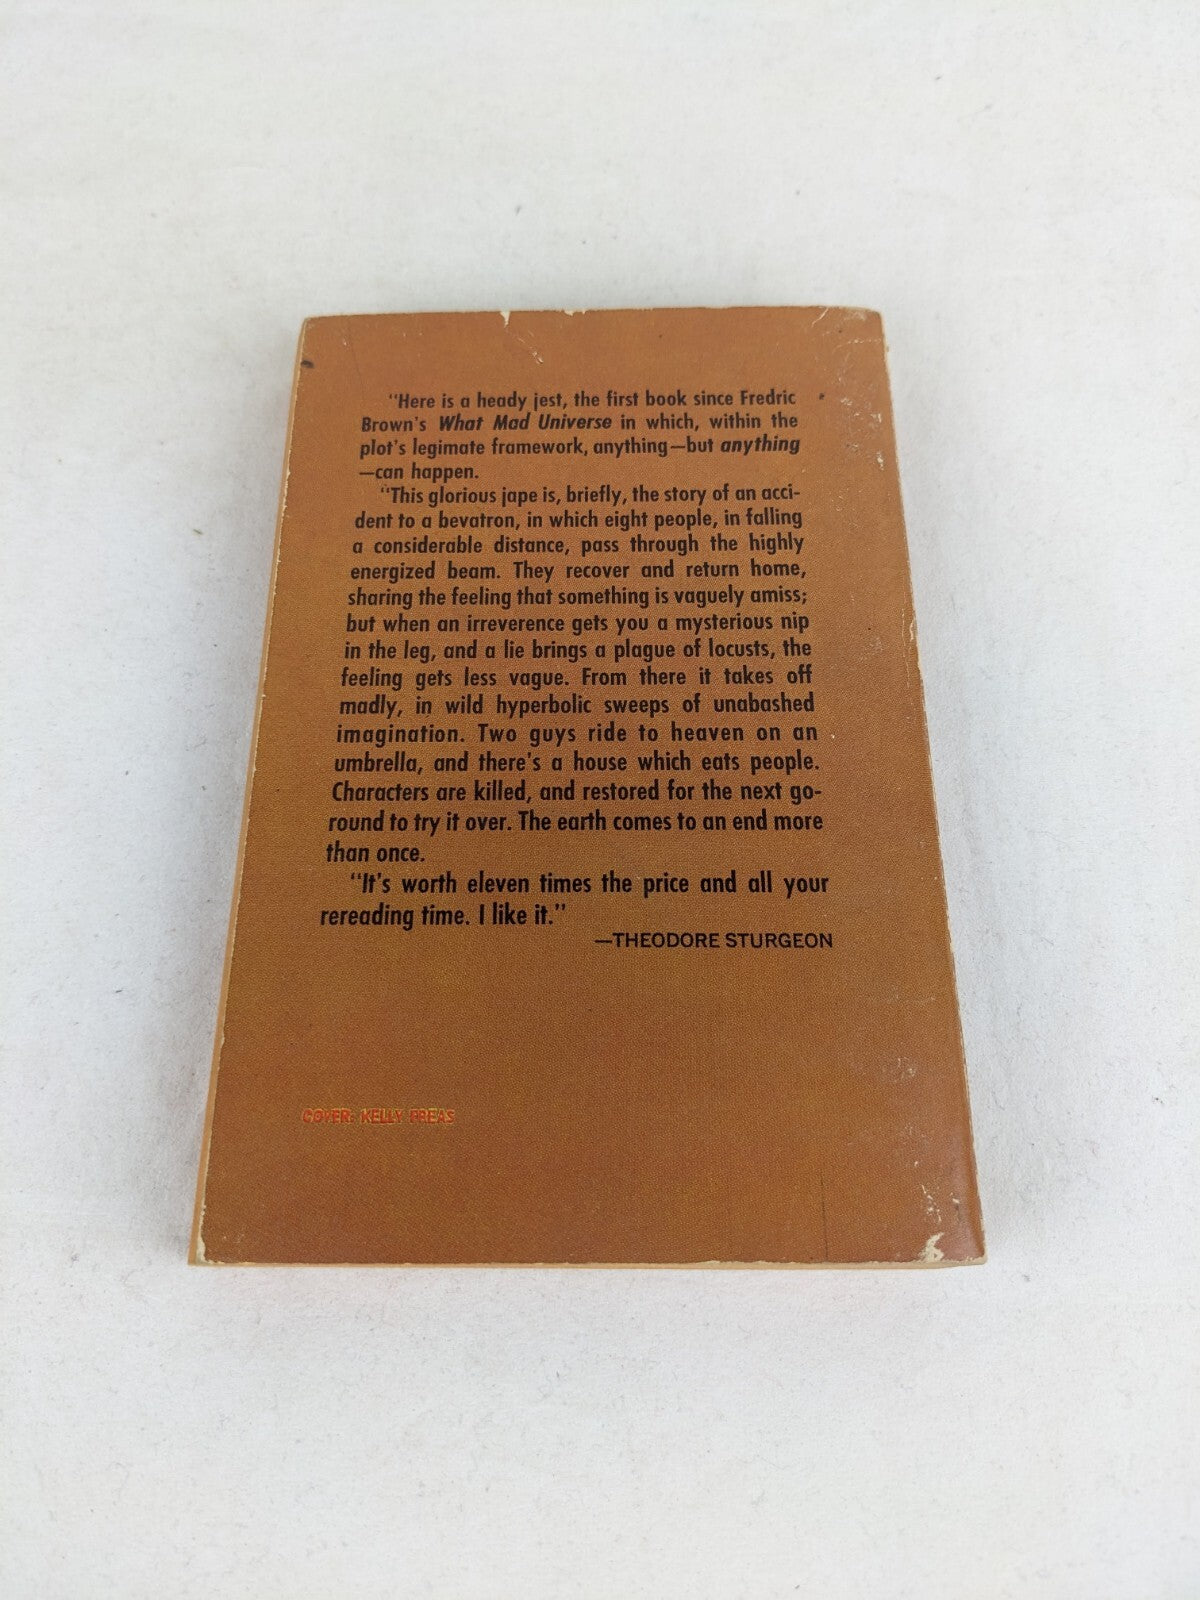 "Here is a heady jest, the first book since Fredric
Brown's What Mad Universe in which, within the
plot's legimate framework, anything—but anything
—can happen.
"This glorious jape is, briefly, the story of an acci-
dent to a bevatron, in which eight people, in falling
a considerable distance, pass through the highly
energized beam. They recover and return home,
sharing the feeling that something is vaguely amiss;
but when an irreverence gets you a mysterious nip
in the leg, and a lie brings a plague of locusts, the
feeling gets less vague. From there it takes off
madly, in wild hyperbolic sweeps of unabashed
imagination. Two guys ride to heaven on an
umbrella, and there's a house which eats people.
Characters are killed, and restored for the next go-
round to try it over. The earth comes to an end more
than once.
"It's worth eleven times the price and all your
rereading time. I like it."
—THEODORE STURGEON
COVER: KELLY FREAS